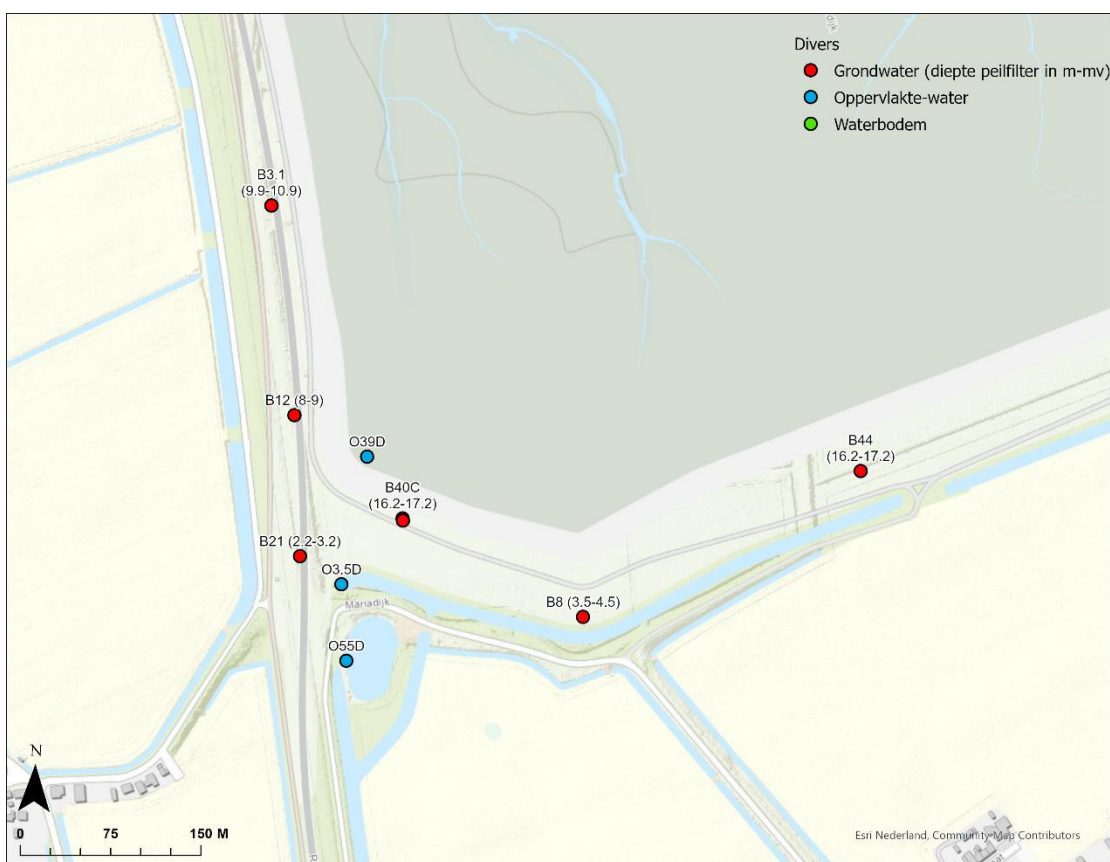 dijk
Divers
Grondwater (diepte peilfilter in m-mv)
Oppervlakte-water
Waterbodem
B3.1
(9.9-10.9)
B12 (8-9)
O39D
B44
(16.2-17.2)
B40C
(16.2-17.2)
B21 (2.2-3.2)
O3.5D
Mariadijk
B8 (3.5-4.5)
O55D
N
0 75 150 M
R
Esri Nederland, Community Map Contributors